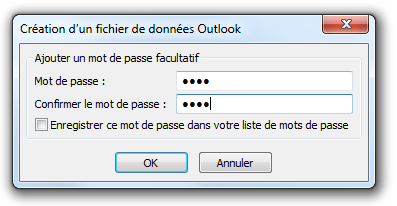 Création d'un fichier de données Outlook
Ajouter un mot de passe facultatif
Mot de passe : ●●●●
Confirmer le mot de passe : ●●●●
Enregistrer ce mot de passe dans votre liste de mots de passe
OK Annuler